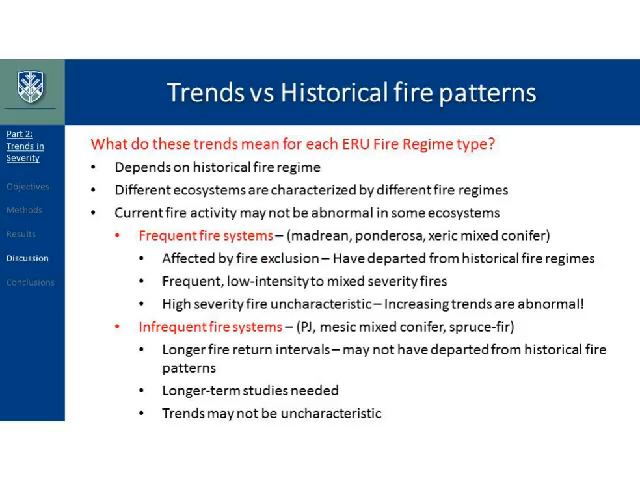 Trends vs Historical fire patterns
Part 2:
Trends in
Severity
Objectives
Methods
Results
Discussion
Conclusions
What do these trends mean for each ERU Fire Regime type?
• Depends on historical fire regime
• Different ecosystems are characterized by different fire regimes
• Current fire activity may not be abnormal in some ecosystems
• Frequent fire systems – (madrean, ponderosa, xeric mixed conifer)
• Affected by fire exclusion – Have departed from historical fire regimes
• Frequent, low-intensity to mixed severity fires
• High severity fire uncharacteristic – Increasing trends are abnormal!
• Infrequent fire systems – (PJ, mesic mixed conifer, spruce-fir)
• Longer fire return intervals – may not have departed from historical fire
patterns
• Longer-term studies needed
• Trends may not be uncharacteristic